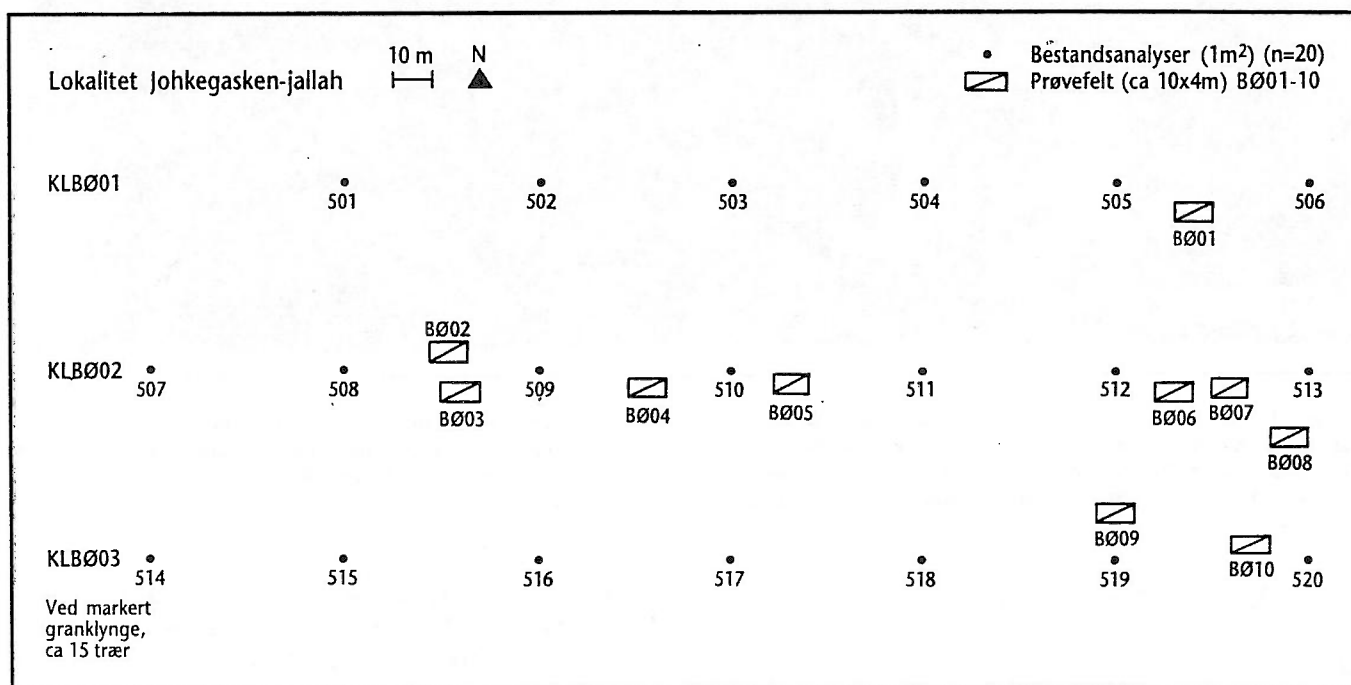 10 m N
Lokalitet Johkegasken-jallah
Bestandsanalyser (1m²) (n=20)
Prøvefelt (ca 10x4m) BØ01-10
KLBØ01
501 502 503 504 505 506
BØ01
BØ02
KLBØ02
507 508 509 510 511 512 513
BØ03 BØ04 BØ05 BØ06 BØ07
BØ08
BØ09
KLBØ03
BØ10
514 515 516 517 518 519 520
Ved markert
granklynge,
ca 15 trær